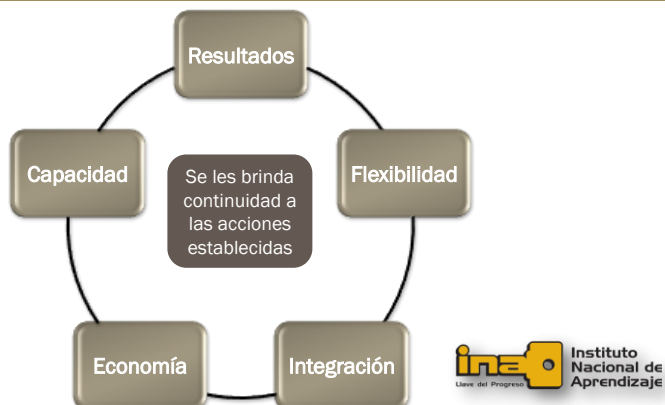 Resultados
Capacidad
Flexibilidad
Se les brinda
continuidad a
las acciones
establecidas
Economía
Integración
ina
Llave del Progreso
Instituto
Nacional de
Aprendizaje